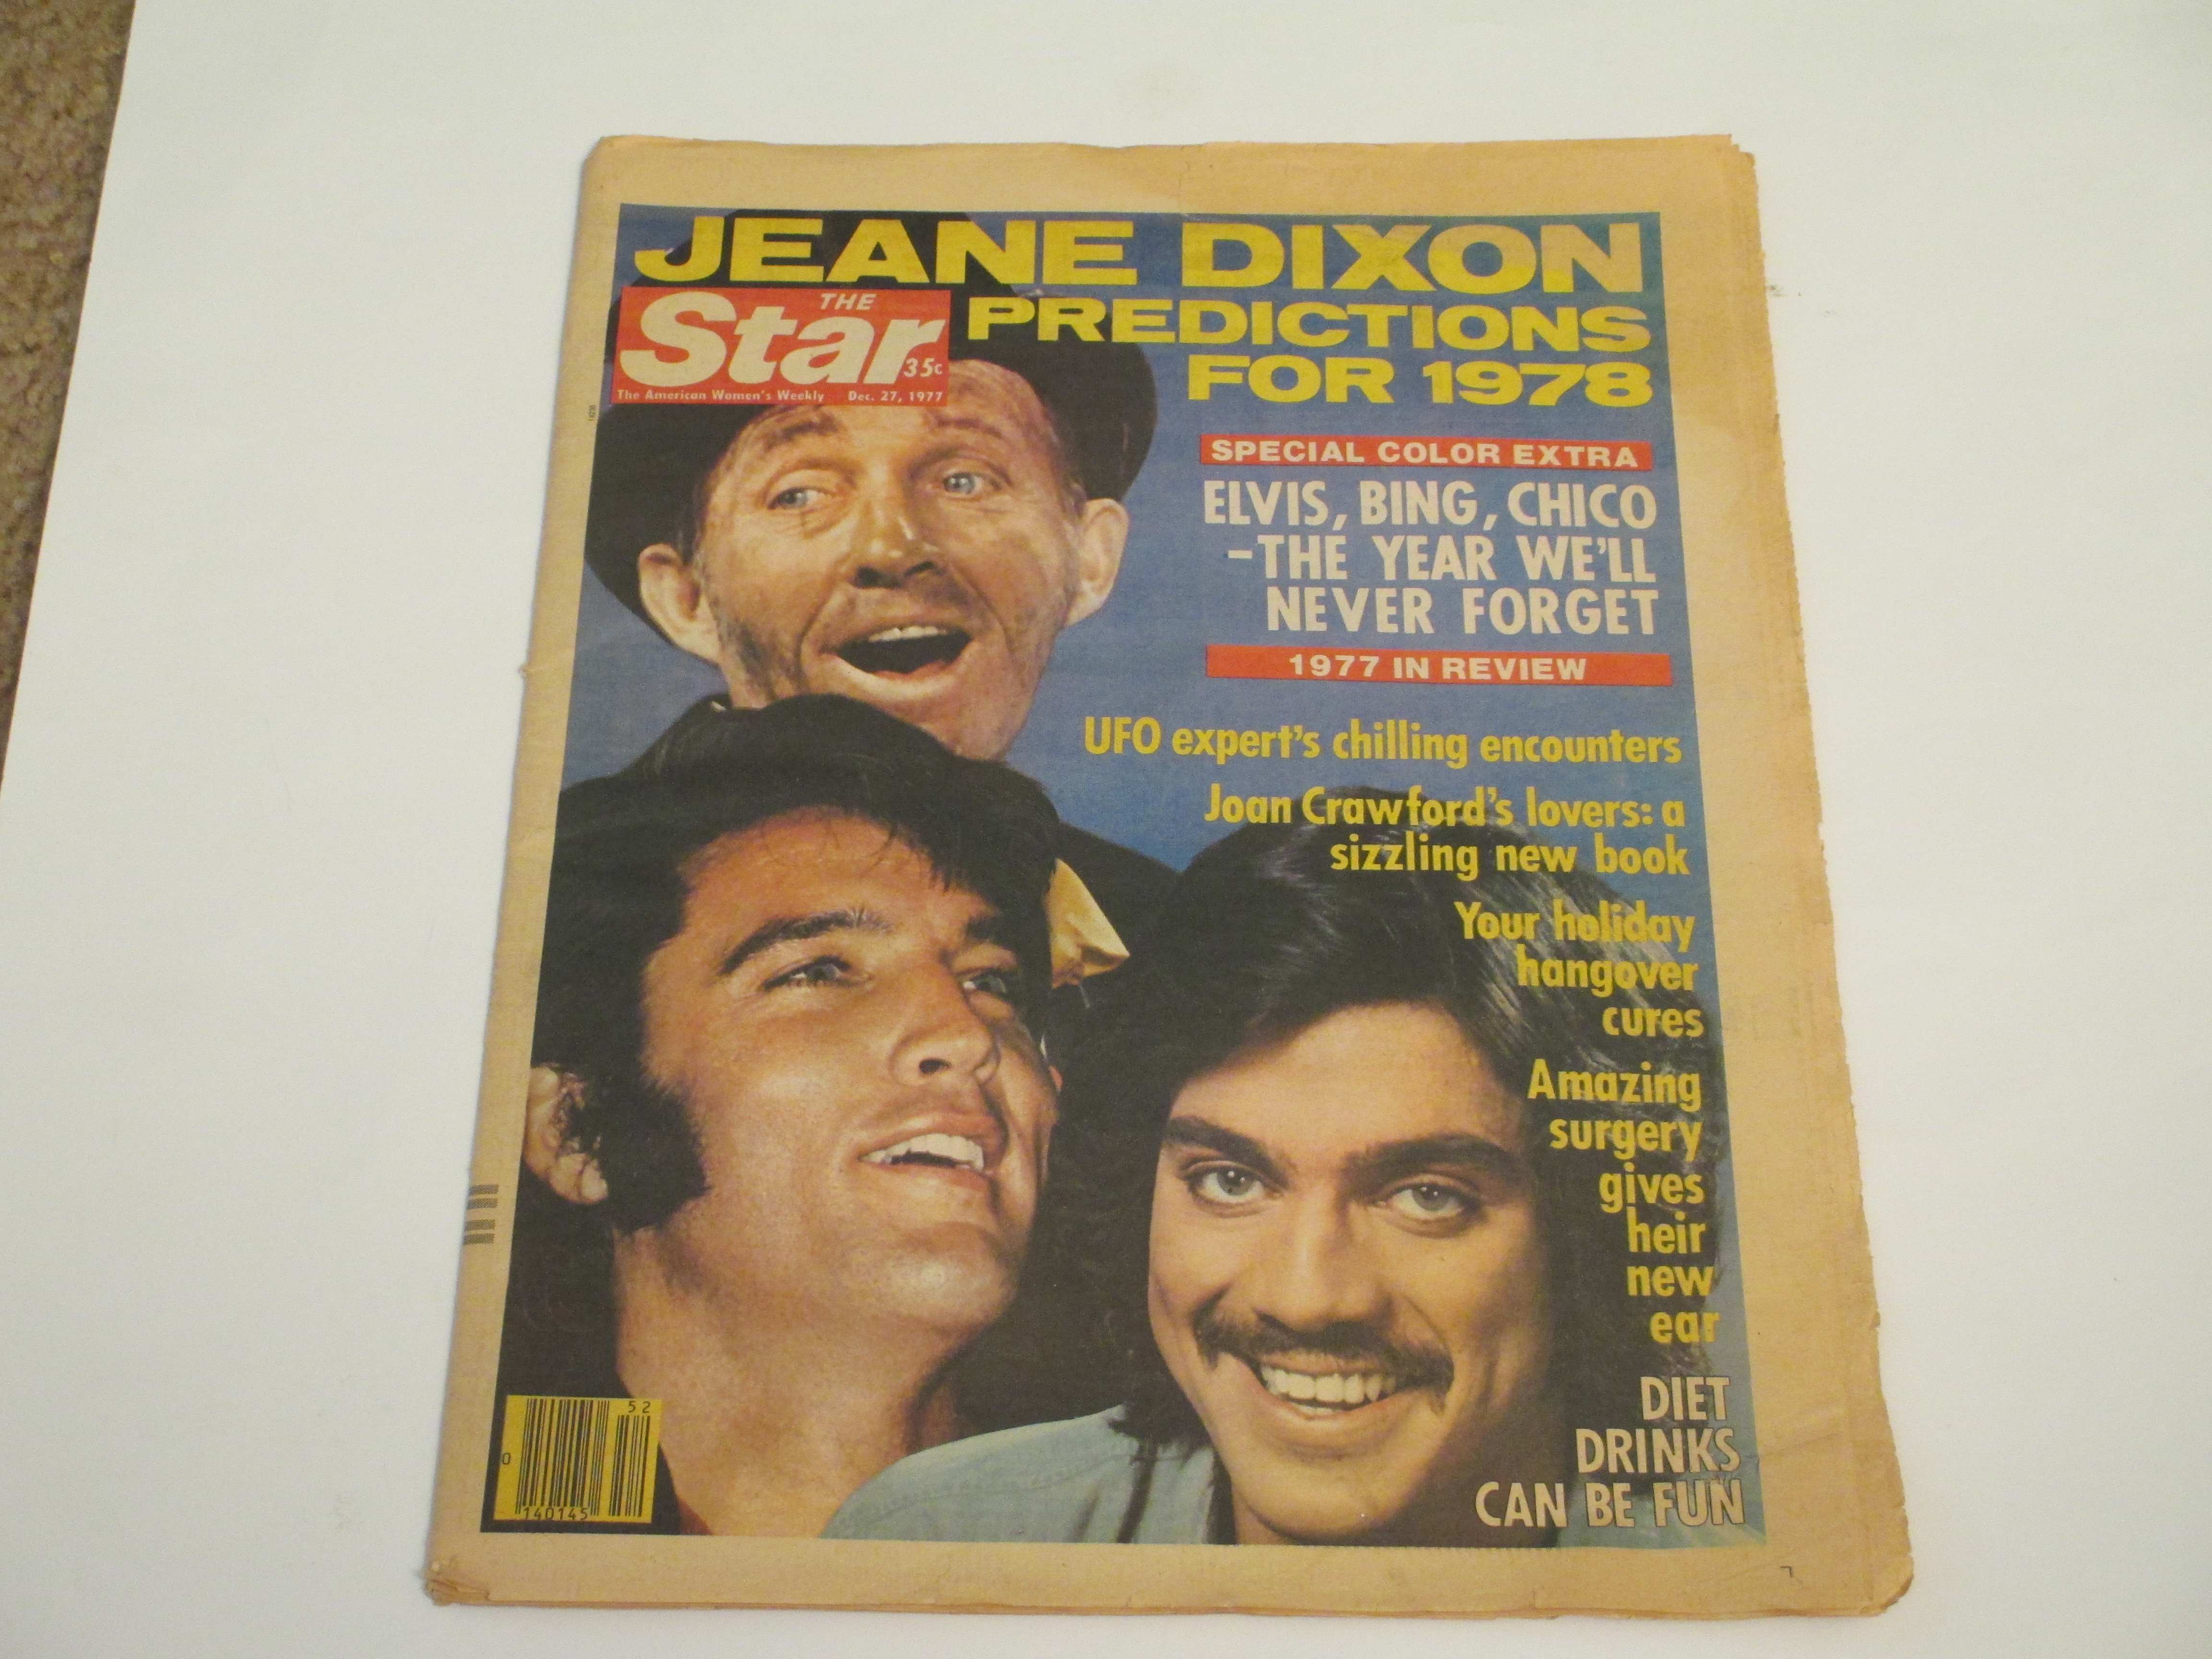 JEANE DIXON
THE
Star
35c
The American Women's Weekly Dec. 27, 1977
PREDICTIONS
FOR 1978
SPECIAL COLOR EXTRA
ELVIS, BING, CHICO
-THE YEAR WE'LL
NEVER FORGET
1977 IN REVIEW
UFO expert's chilling encounters
Joan Crawford's lovers: a
sizzling new book
Your holiday
hangover
cures
Amazing
surgery
gives
heir
new
ear
DIET
DRINKS
CAN BE FUN
52
0
140145